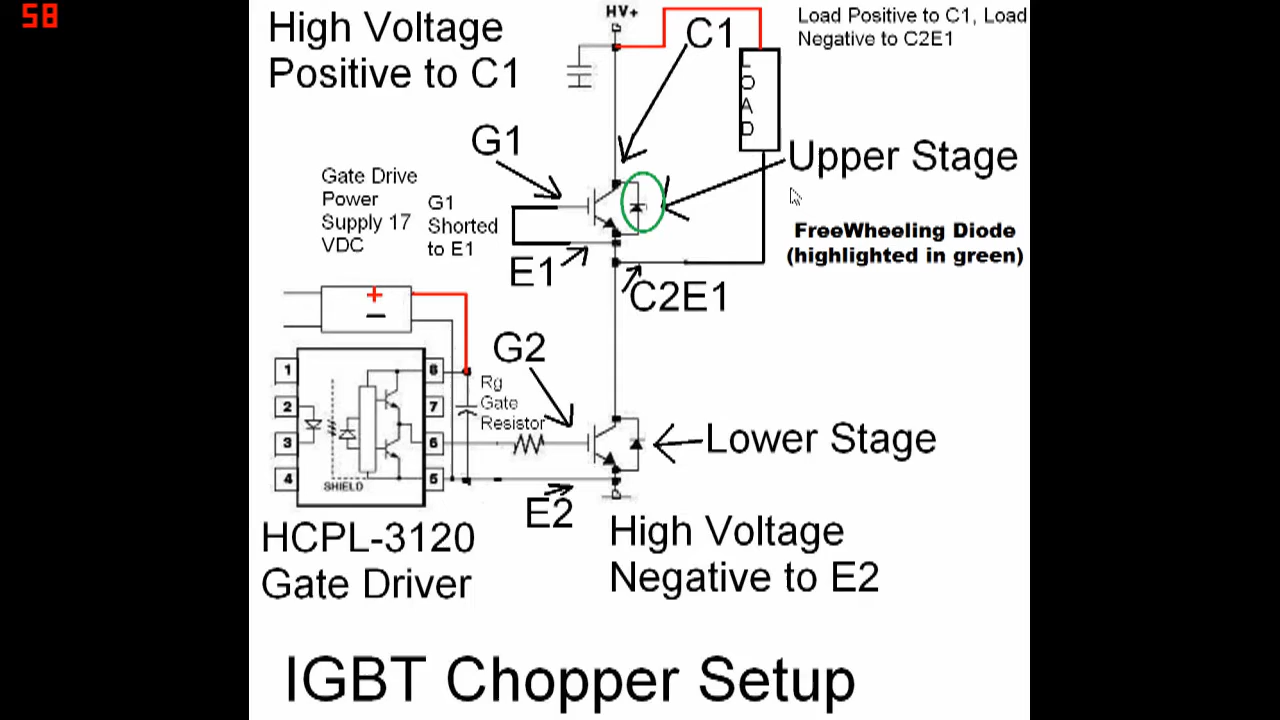 58
High Voltage
Positive to C1
HV+
C1
Load Positive to C1, Load
Negative to C2E1
LOAD
G1
Upper Stage
Gate Drive
Power
Supply 17
VDC
G1
Shorted
to E1
FreeWheeling Diode
(highlighted in green)
E1
C2E1
+
−
G2
1
2
3
4
8
7
6
5
SHIELD
Rg
Gate
Resistor
Lower Stage
E2
HCPL-3120
Gate Driver
High Voltage
Negative to E2
IGBT Chopper Setup